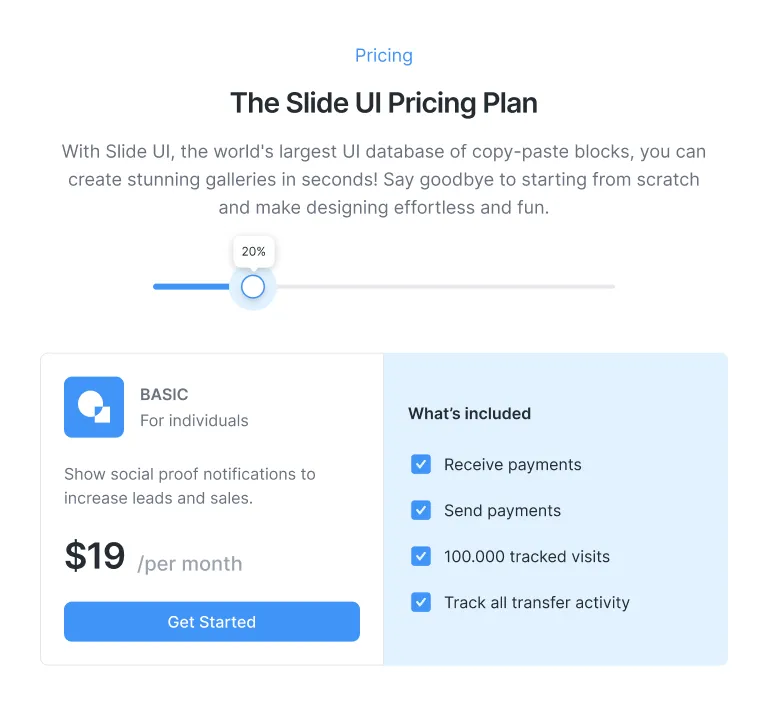 Pricing
The Slide UI Pricing Plan
With Slide UI, the world's largest UI database of copy-paste blocks, you can
create stunning galleries in seconds! Say goodbye to starting from scratch
and make designing effortless and fun.
20%
BASIC
For individuals
Show social proof notifications to
increase leads and sales.
$19 /per month
Get Started
What’s included
Receive payments
Send payments
100.000 tracked visits
Track all transfer activity